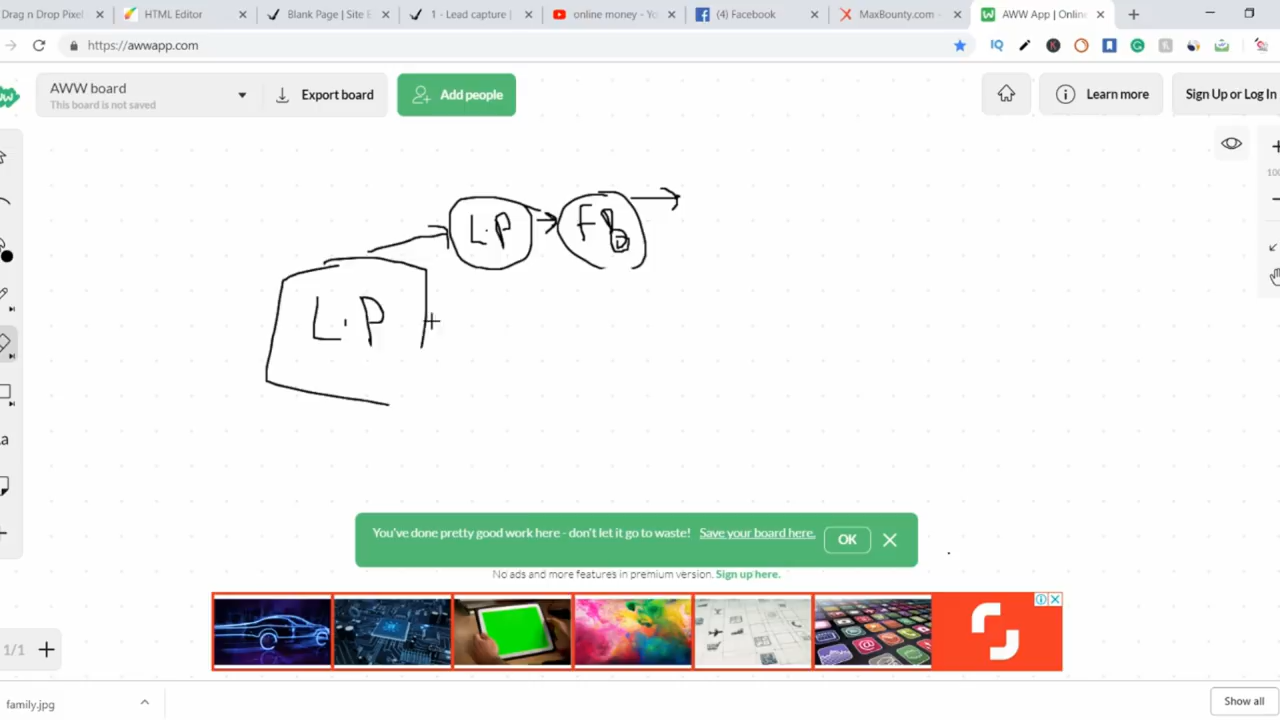 Drag n Drop Pixel
HTML Editor
Blank Page | Site E
1 - Lead capture |
online money - Yo
(4) Facebook
MaxBounty.com -
AWW App | Online
https://awwapp.com
AWW board
This board is not saved
Export board
Add people
Learn more
Sign Up or Log In
L.P
F
L.P
You've done pretty good work here - don't let it go to waste! Save your board here.
OK
No ads and more features in premium version. Sign up here.
1/1
family.jpg
Show all